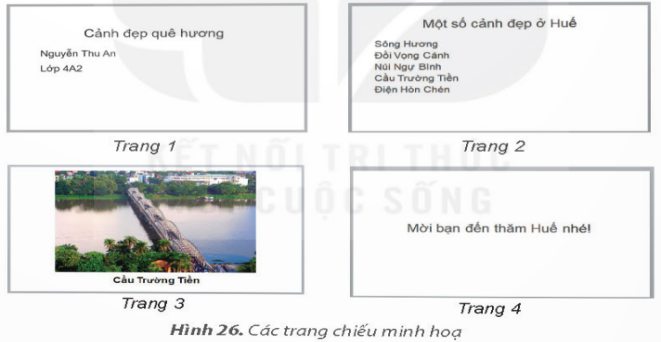 Cảnh đẹp quê hương
Nguyễn Thu An
Lớp 4A2
Trang 1
Một số cảnh đẹp ở Huế
Sông Hương
Đồi Vọng Cảnh
Núi Ngự Bình
Cầu Trường Tiền
Điện Hòn Chén
Trang 2
KẾT NỐI TRI THỨC
CUỘC SỐNG
Cầu Trường Tiền
Trang 3
Mời bạn đến thăm Huế nhé!
Trang 4
Hình 26. Các trang chiếu minh hoạ